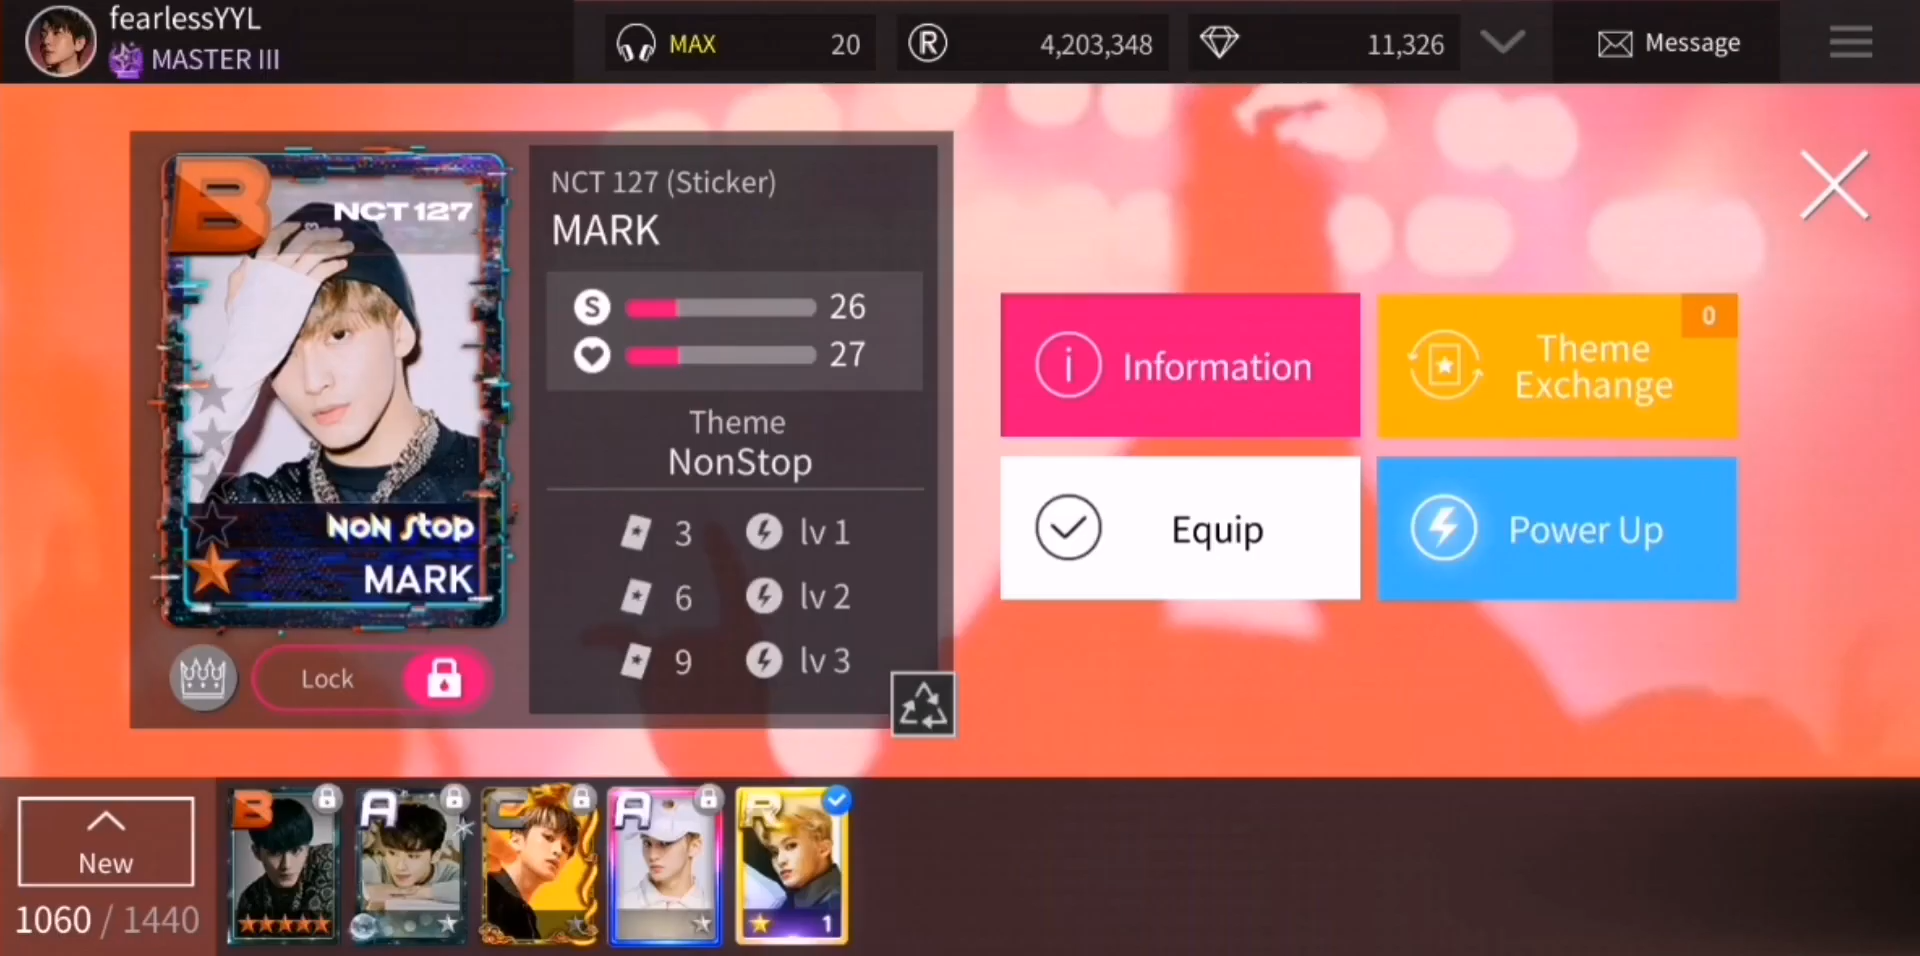 fearlessYYL
MASTER III
MAX 20
R 4,203,348
11,326
Message
B
NCT 127
NON Stop
MARK
Lock
NCT 127 (Sticker)
MARK
S 26
27
Theme
NonStop
3 lv 1
6 lv 2
9 lv 3
i Information
Theme
Exchange
0
Equip
Power Up
New
1060 / 1440
B
A
C
A
R
1